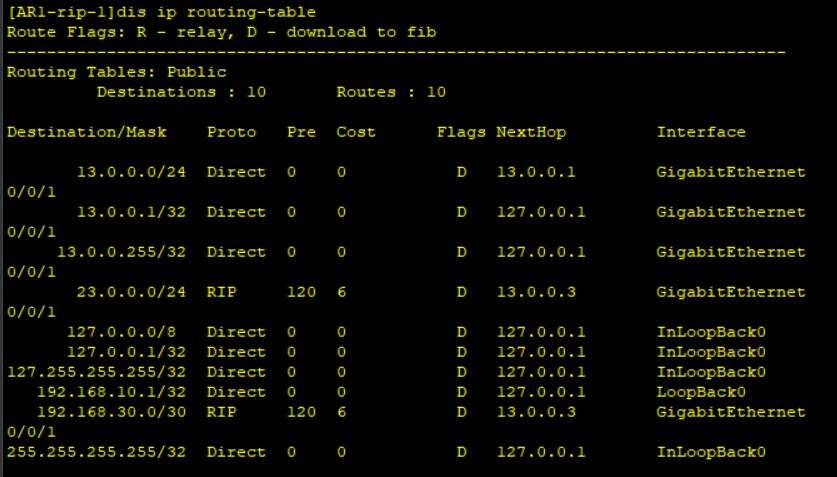 [AR1-rip-1]dis ip routing-table
Route Flags: R - relay, D - download to fib
------------------------------------------------------------------------------
Routing Tables: Public
         Destinations : 10       Routes : 10

Destination/Mask    Proto   Pre  Cost      Flags NextHop         Interface

       13.0.0.0/24  Direct  0    0           D   13.0.0.1        GigabitEthernet
0/0/1
       13.0.0.1/32  Direct  0    0           D   127.0.0.1       GigabitEthernet
0/0/1
     13.0.0.255/32  Direct  0    0           D   127.0.0.1       GigabitEthernet
0/0/1
       23.0.0.0/24  RIP     120  6           D   13.0.0.3        GigabitEthernet
0/0/1
      127.0.0.0/8   Direct  0    0           D   127.0.0.1       InLoopBack0
      127.0.0.1/32  Direct  0    0           D   127.0.0.1       InLoopBack0
127.255.255.255/32  Direct  0    0           D   127.0.0.1       InLoopBack0
   192.168.10.1/32  Direct  0    0           D   127.0.0.1       LoopBack0
   192.168.30.0/30  RIP     120  6           D   13.0.0.3        GigabitEthernet
0/0/1
255.255.255.255/32  Direct  0    0           D   127.0.0.1       InLoopBack0